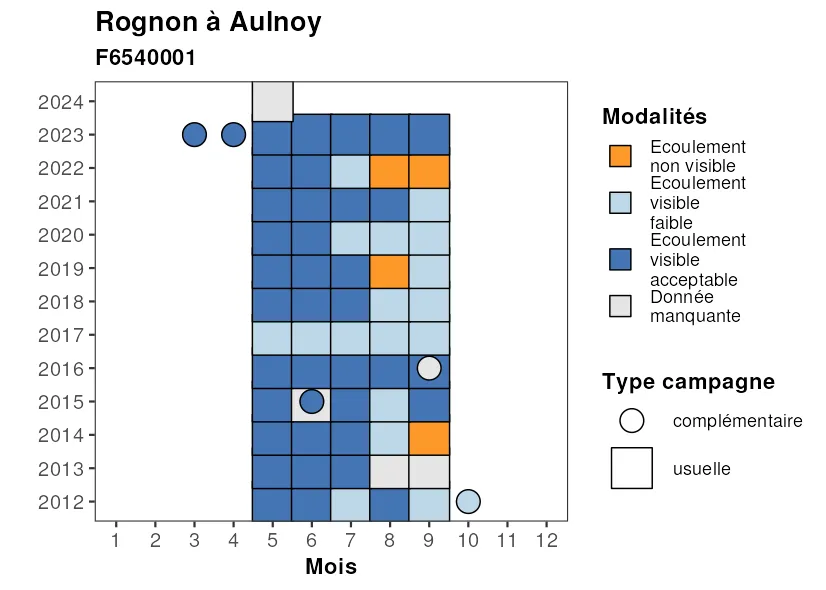 Rognon à Aulnoy
F6540001
2024
2023
2022
2021
2020
2019
2018
2017
2016
2015
2014
2013
2012
1 2 3 4 5 6 7 8 9 10 11 12
Mois
Modalités
Ecoulement
non visible
Ecoulement
visible
faible
Ecoulement
visible
acceptable
Donnée
manquante
Type campagne
complémentaire
usuelle